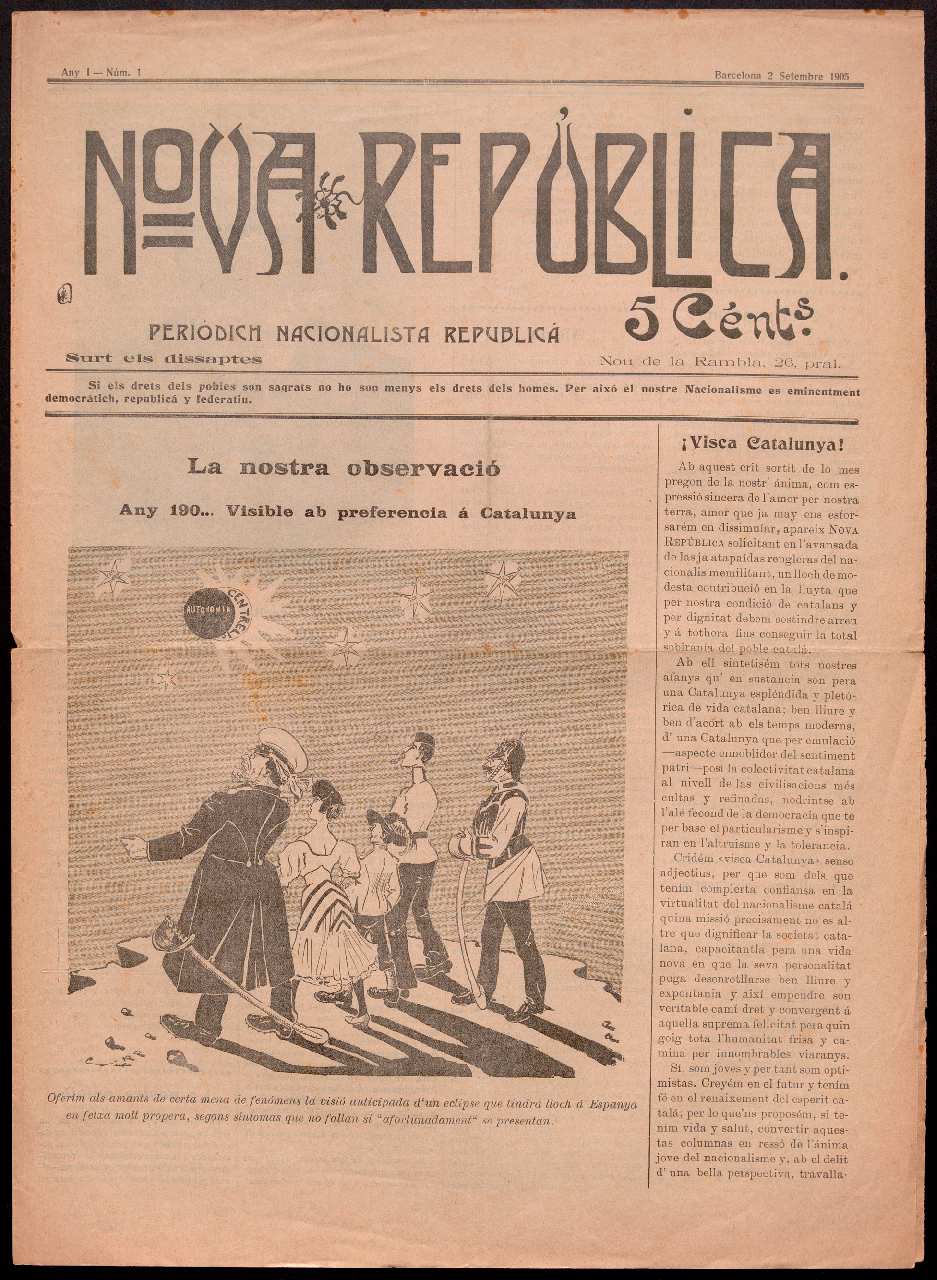 Any I — Núm. 1
Barcelona 2 Setembre 1905
NOVA REPÚBLICA.
5 Cénts.
PERIÓDICH NACIONALISTA REPUBLICÁ
Surt els dissaptes
Nou de la Rambla, 26, pral.
Si els drets dels pobles son sagrats no ho son menys els drets dels homes. Per aixó el nostre Nacionalisme es eminentment
democrátich, republicá y federatiu.
La nostra observació
Any 190... Visible ab preferencia á Catalunya
AUTONOMIA
Oferim als amants de certa mena de fenómens la visió anticipada d'un eclipse que tindrá lloch á Espanya
en fetxa molt propera, segons síntomas que no fallan si "afortunadament" se presentan.
¡Visca Catalunya!
Ab aquest crit sortit de lo mes
pregon de la nostr' ánima, com es-
pressió sincera de l'amor per nostra
terra, amor que ja may ens esfor-
sarém en dissimular, apareix NOVA
REPÚBLICA solicitant en l'avansada
de las ja atapaídas rengleras del na-
cionalisme militant, un lloch de mo-
desta contribució en la lluyta que
per nostra condició de catalans y
per dignitat debem sostindre arreu
y á tothora fins conseguir la total
sobiranía del poble catalá.
Ab ell sintetisém tots nostres
afanys qu' en sustancia son pera
una Catalunya espléndida y pletó-
rica de vida catalana; ben lliure y
ben d'acórt ab els temps moderns,
d' una Catalunya que per emulació
—aspecte ennoblidor del sentiment
patri—posi la colectivitat catalana
al nivell de las civilisacions més
cultas y refinadas, nodrintse ab
l'alé fecond de la democracia que te
per base el particularisme y s'inspi-
ran en l'altruisme y la tolerancia.
Cridém «visca Catalunya» sense
adjectius, per que som dels que
tenim complerta confiansa en la
virtualitat del nacionalisme catalá
quina missió precisament no es al-
tre que dignificar la societat cata-
lana, capacitantla pera una vida
nova en que la seva personalitat
puga desenrotllarse ben lliure y
expontania y aixi empendre son
veritable camí dret y convergent á
aquella suprema felicitat pera quin
goig tota l'humanitat frisa y ca-
mina per innombrables viaranys.
Sí, som joves y per tant som opti-
mistas. Creyém en el futur y tenim
fé en el renaixement del esperit ca-
talá; per lo que'ns proposém, si te-
nim vida y salut, convertir aques-
tas columnas en ressó de l'ánima
jove del nacionalisme y, ab el delit
d' una bella perspectiva, travalla-